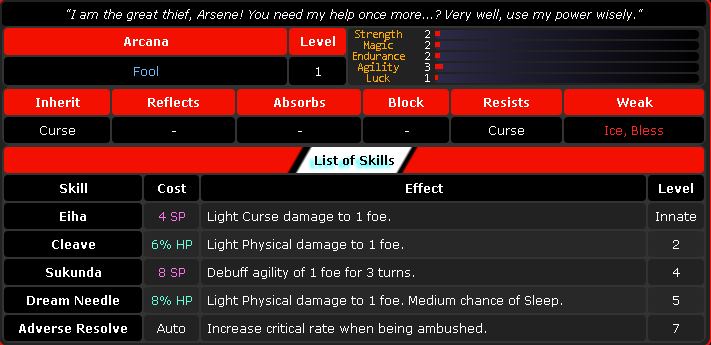 "I am the great thief, Arsene! You need my help once more...? Very well, use my power wisely."
Arcana Level
Fool 1
Strength 2
Magic 2
Endurance 2
Agility 3
Luck 1
Inherit Reflects Absorbs Block Resists Weak
Curse - - - Curse Ice, Bless
List of Skills
Skill Cost Effect Level
Eiha 4 SP Light Curse damage to 1 foe. Innate
Cleave 6% HP Light Physical damage to 1 foe. 2
Sukunda 8 SP Debuff agility of 1 foe for 3 turns. 4
Dream Needle 8% HP Light Physical damage to 1 foe. Medium chance of Sleep. 5
Adverse Resolve Auto Increase critical rate when being ambushed. 7